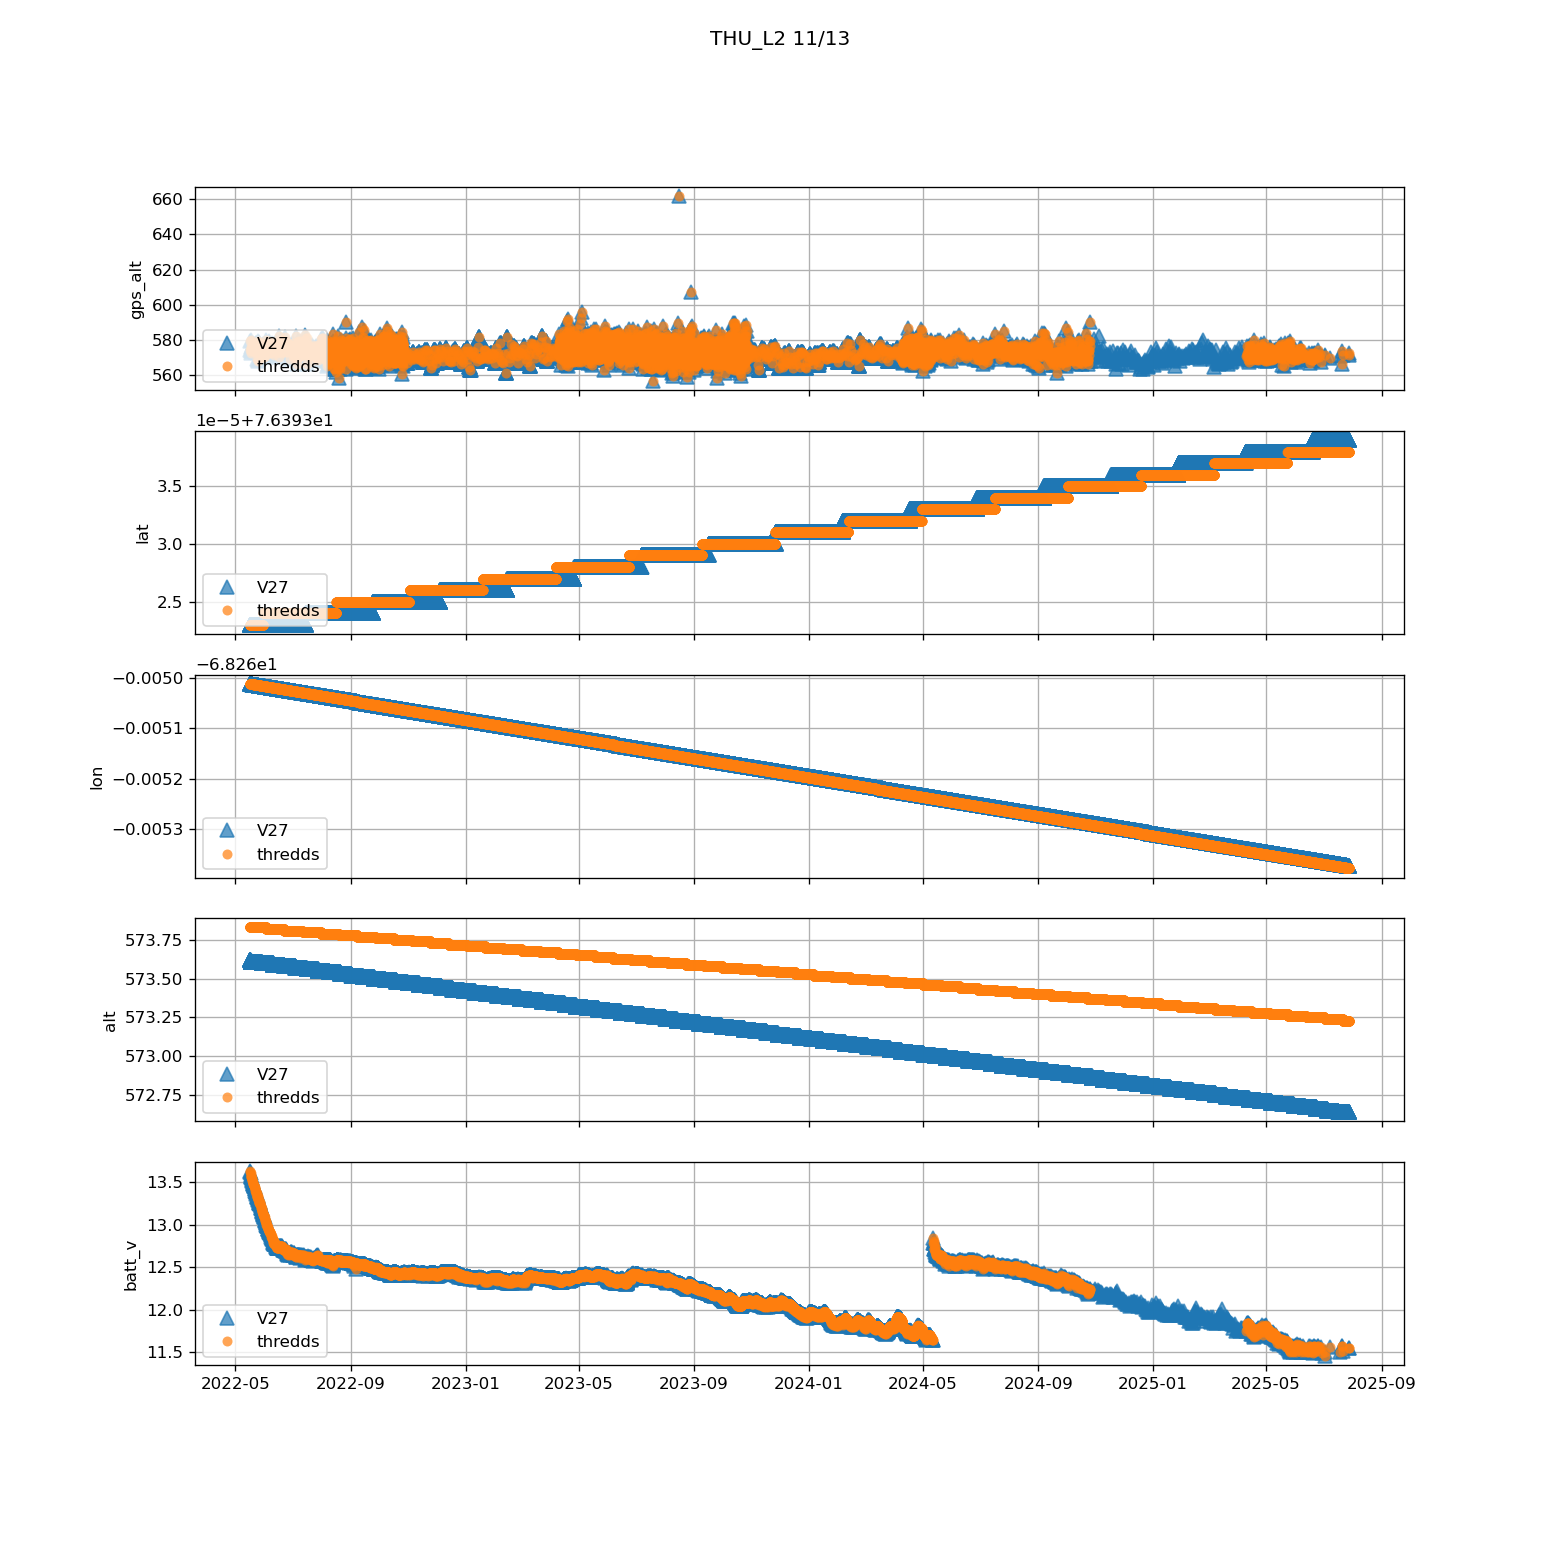 THU_L2 11/13
660
640
620
600
580
560
gps_alt
V27
thredds
1e−5+7.6393e1
3.5
3.0
2.5
lat
V27
thredds
−6.826e1
−0.0050
−0.0051
−0.0052
−0.0053
lon
V27
thredds
573.75
573.50
573.25
573.00
572.75
alt
V27
thredds
13.5
13.0
12.5
12.0
11.5
batt_v
V27
thredds
2022-05 2022-09 2023-01 2023-05 2023-09 2024-01 2024-05 2024-09 2025-01 2025-05 2025-09